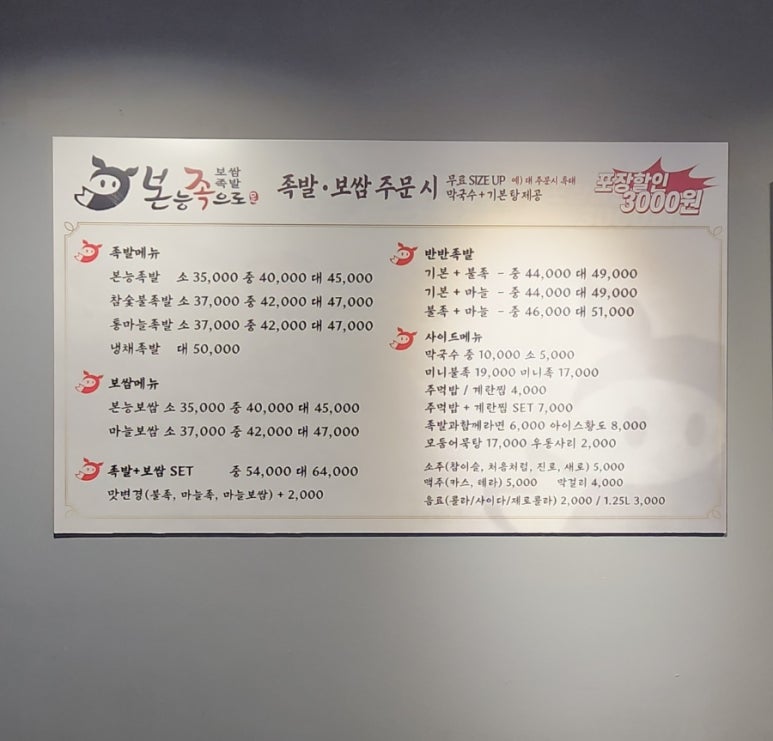 본능족으로
보쌈
족발
족발·보쌈 주문 시
무료 SIZE UP 예) 대 주문시 특대
막국수+기본탕제공
포장할인
3000원
족발메뉴
본능족발 소 35,000 중 40,000 대 45,000
참숯불족발 소 37,000 중 42,000 대 47,000
통마늘족발 소 37,000 중 42,000 대 47,000
냉채족발 대 50,000
보쌈메뉴
본능보쌈 소 35,000 중 40,000 대 45,000
마늘보쌈 소 37,000 중 42,000 대 47,000
족발+보쌈 SET 중 54,000 대 64,000
맛변경(불족, 마늘족, 마늘보쌈) + 2,000
반반족발
기본 + 불족 - 중 44,000 대 49,000
기본 + 마늘 - 중 44,000 대 49,000
불족 + 마늘 - 중 46,000 대 51,000
사이드메뉴
막국수 중 10,000 소 5,000
미니불족 19,000 미니족 17,000
주먹밥 / 계란찜 4,000
주먹밥 + 계란찜 SET 7,000
족발과함께라면 6,000 아이스황도 8,000
모둠어묵탕 17,000 우동사리 2,000
소주(참이슬, 처음처럼, 진로, 새로) 5,000
맥주(카스, 테라) 5,000 막걸리 4,000
음료(콜라/사이다/제로콜라) 2,000 / 1.25L 3,000